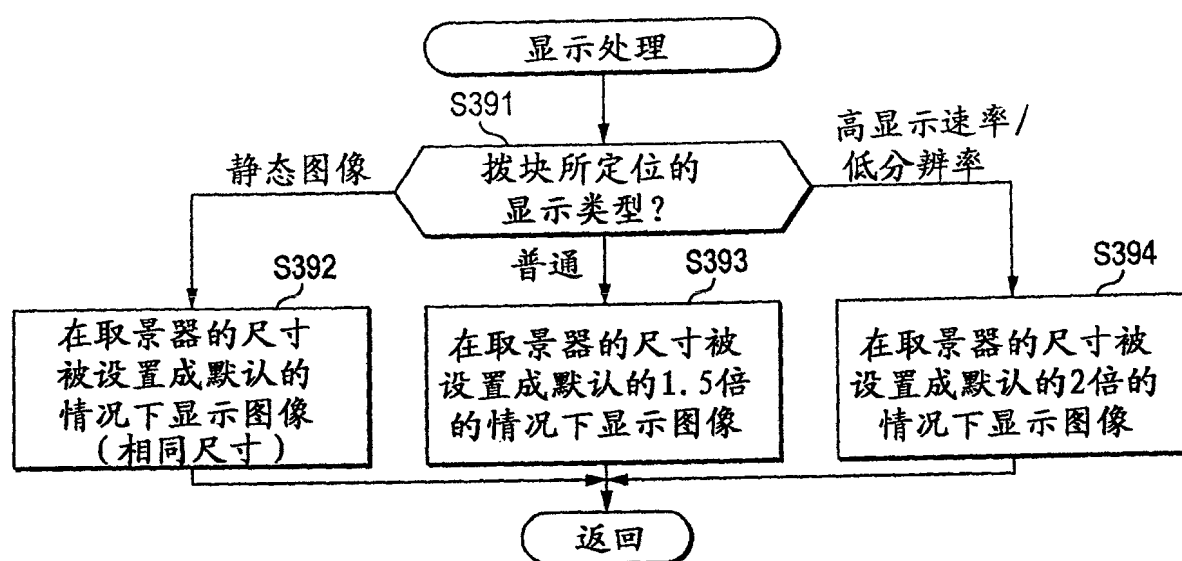 显示处理
S391
拨块所定位的
显示类型?
静态图像
高显示速率/
低分辨率
普通
S392
在取景器的尺寸
被设置成默认的
情况下显示图像
(相同尺寸)
S393
在取景器的尺寸被
设置成默认的1.5倍
的情况下显示图像
S394
在取景器的尺寸被
设置成默认的2倍的
情况下显示图像
返回